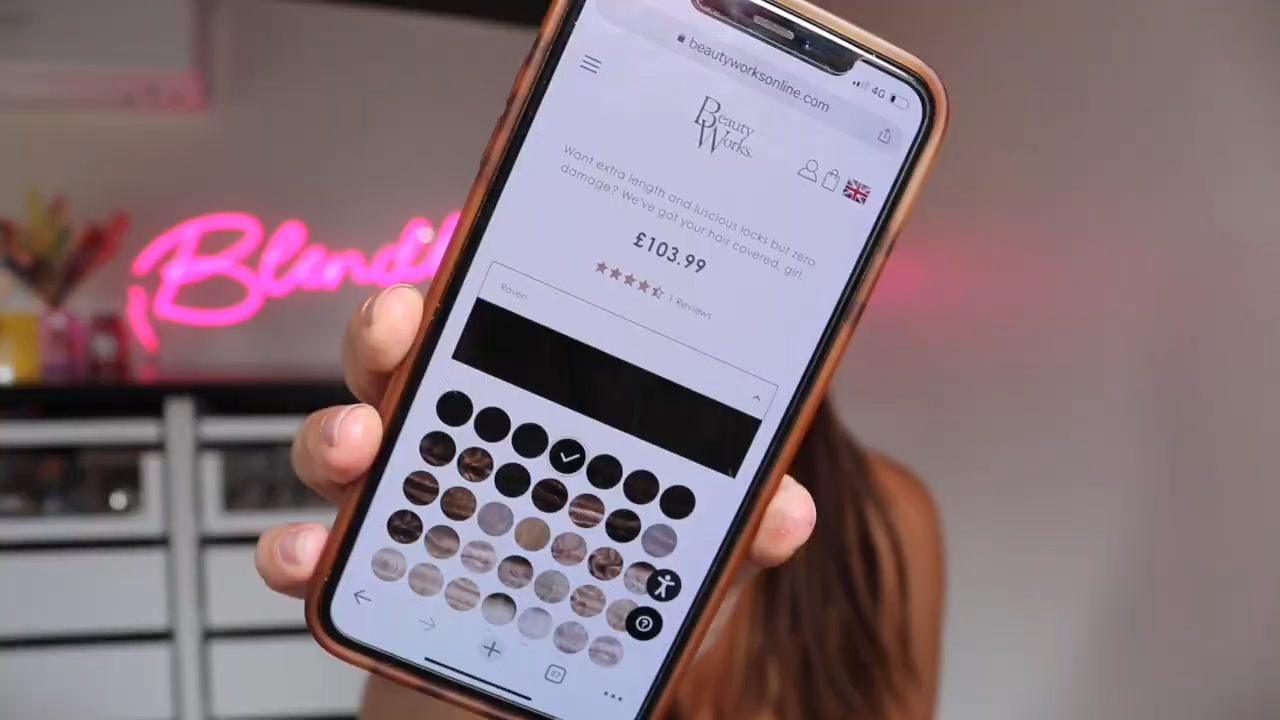 beautyworksonline.com
4G
Beauty
Works.
Want extra length and luscious locks but zero
damage? We've got your hair covered, girl.
£103.99
1 Reviews
Raven
37